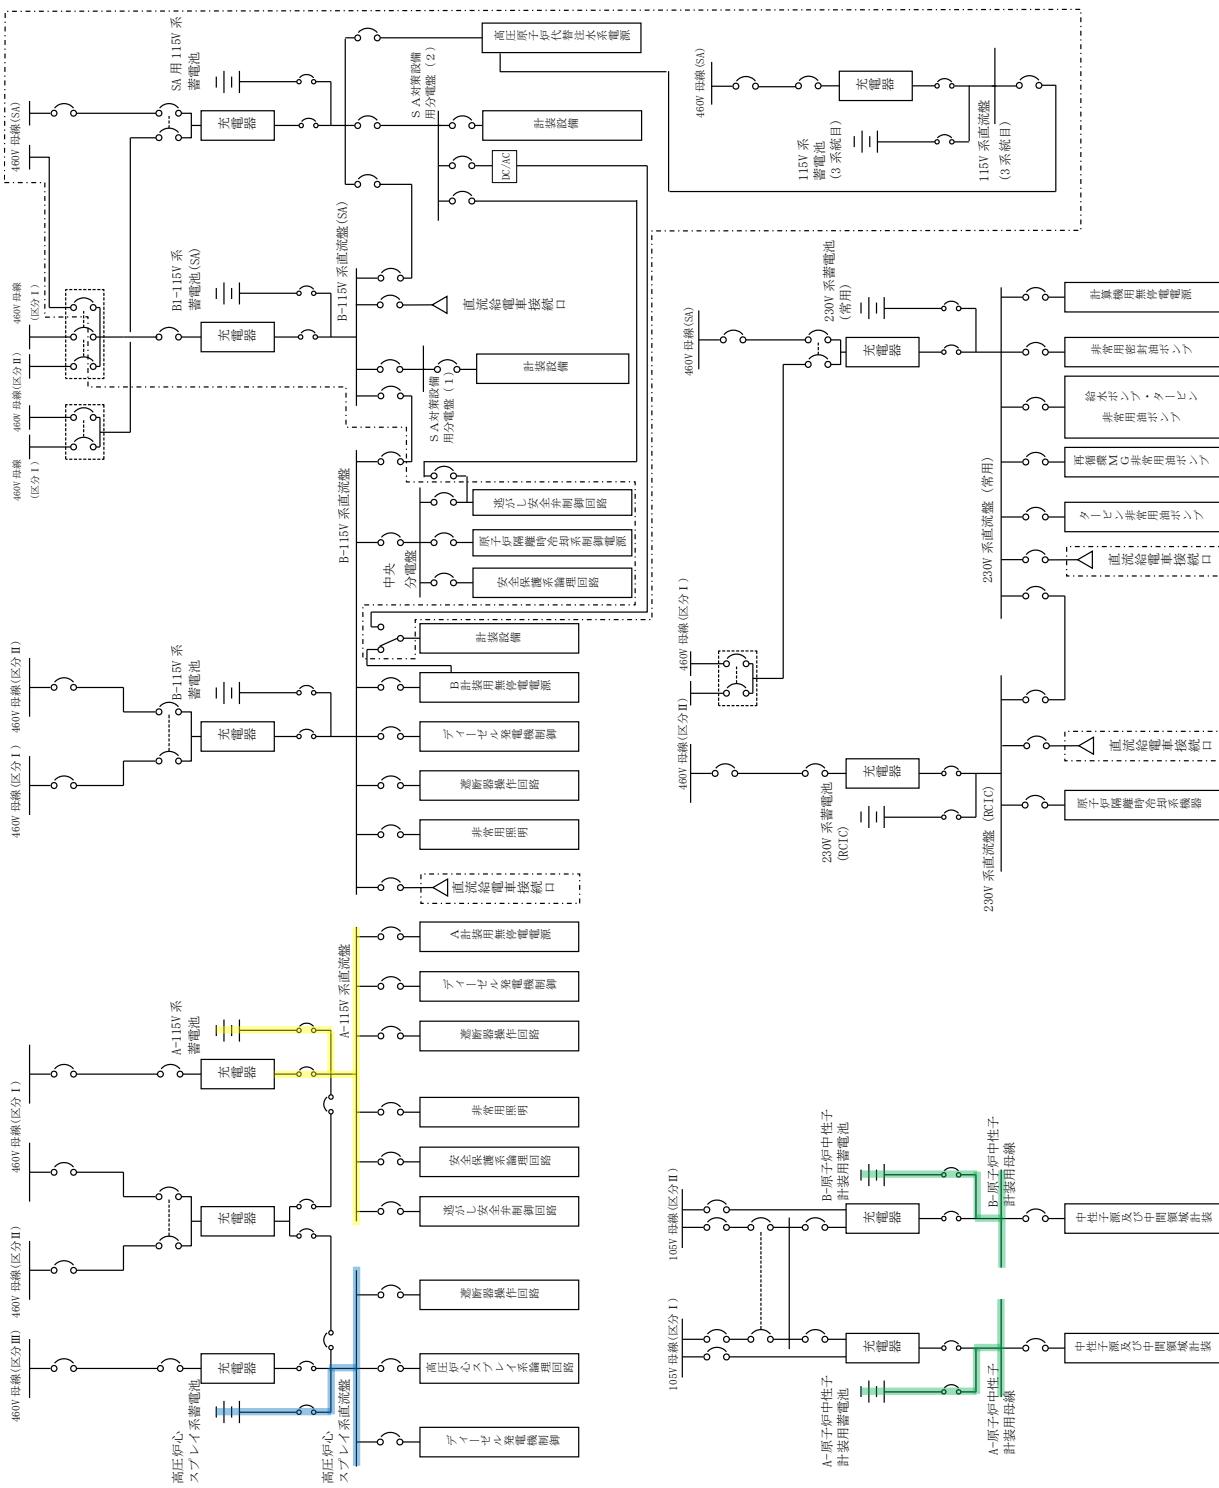 460V 母線(SA)
SA 用 115V 系
蓄電池
充電器
高圧原子炉代替注水系電源
SA対策設備
用分電盤（2）
計装設備
DC/AC
460V 母線(SA)
充電器
115V 系
蓄電池
(3 系統目)
115V 系直流盤
(3 系統目)
460V 母線
(区分Ⅰ)
460V 母線(区分Ⅱ)
460V 母線
(区分Ⅰ)
B1-115V 系
蓄電池(SA)
充電器
B-115V 系直流盤(SA)
直流給電車接続口
SA対策設備
用分電盤（1）
計装設備
B-115V 系直流盤
中央
分電盤
逃がし安全弁制御回路
原子炉隔離時冷却系制御電源
安全保護系論理回路
460V 母線(区分Ⅱ)
460V 母線(区分Ⅰ)
B-115V 系
蓄電池
充電器
計装設備
B計装用無停電電源
ディーゼル発電機制御
遮断器操作回路
非常用照明
直流給電車接続口
460V 母線(SA)
230V 系蓄電池
(常用)
充電器
230V 系直流盤 (常用)
計算機用無停電電源
非常用密封油ポンプ
給水ポンプ・タービン
非常用油ポンプ
再循環MG非常用油ポンプ
タービン非常用油ポンプ
直流給電車接続口
460V 母線(区分Ⅰ)
460V 母線(区分Ⅱ)
充電器
230V 系蓄電池
(RCIC)
230V 系直流盤 (RCIC)
直流給電車接続口
原子炉隔離時冷却系機器
460V 母線(区分Ⅰ)
460V 母線(区分Ⅱ)
460V 母線(区分Ⅲ)
A-115V 系
蓄電池
充電器
充電器
充電器
A-115V 系直流盤
A計装用無停電電源
ディーゼル発電機制御
遮断器操作回路
非常用照明
安全保護系論理回路
逃がし安全弁制御回路
高圧炉心
スプレイ系蓄電池
高圧炉心
スプレイ系直流盤
遮断器操作回路
高圧炉心スプレイ系論理回路
ディーゼル発電機制御
105V 母線(区分Ⅱ)
105V 母線(区分Ⅰ)
B-原子炉中性子
計装用蓄電池
充電器
B-原子炉中性子
計装用母線
中性子源及び中間領域計装
A-原子炉中性子
計装用蓄電池
充電器
A-原子炉中性子
計装用母線
中性子源及び中間領域計装